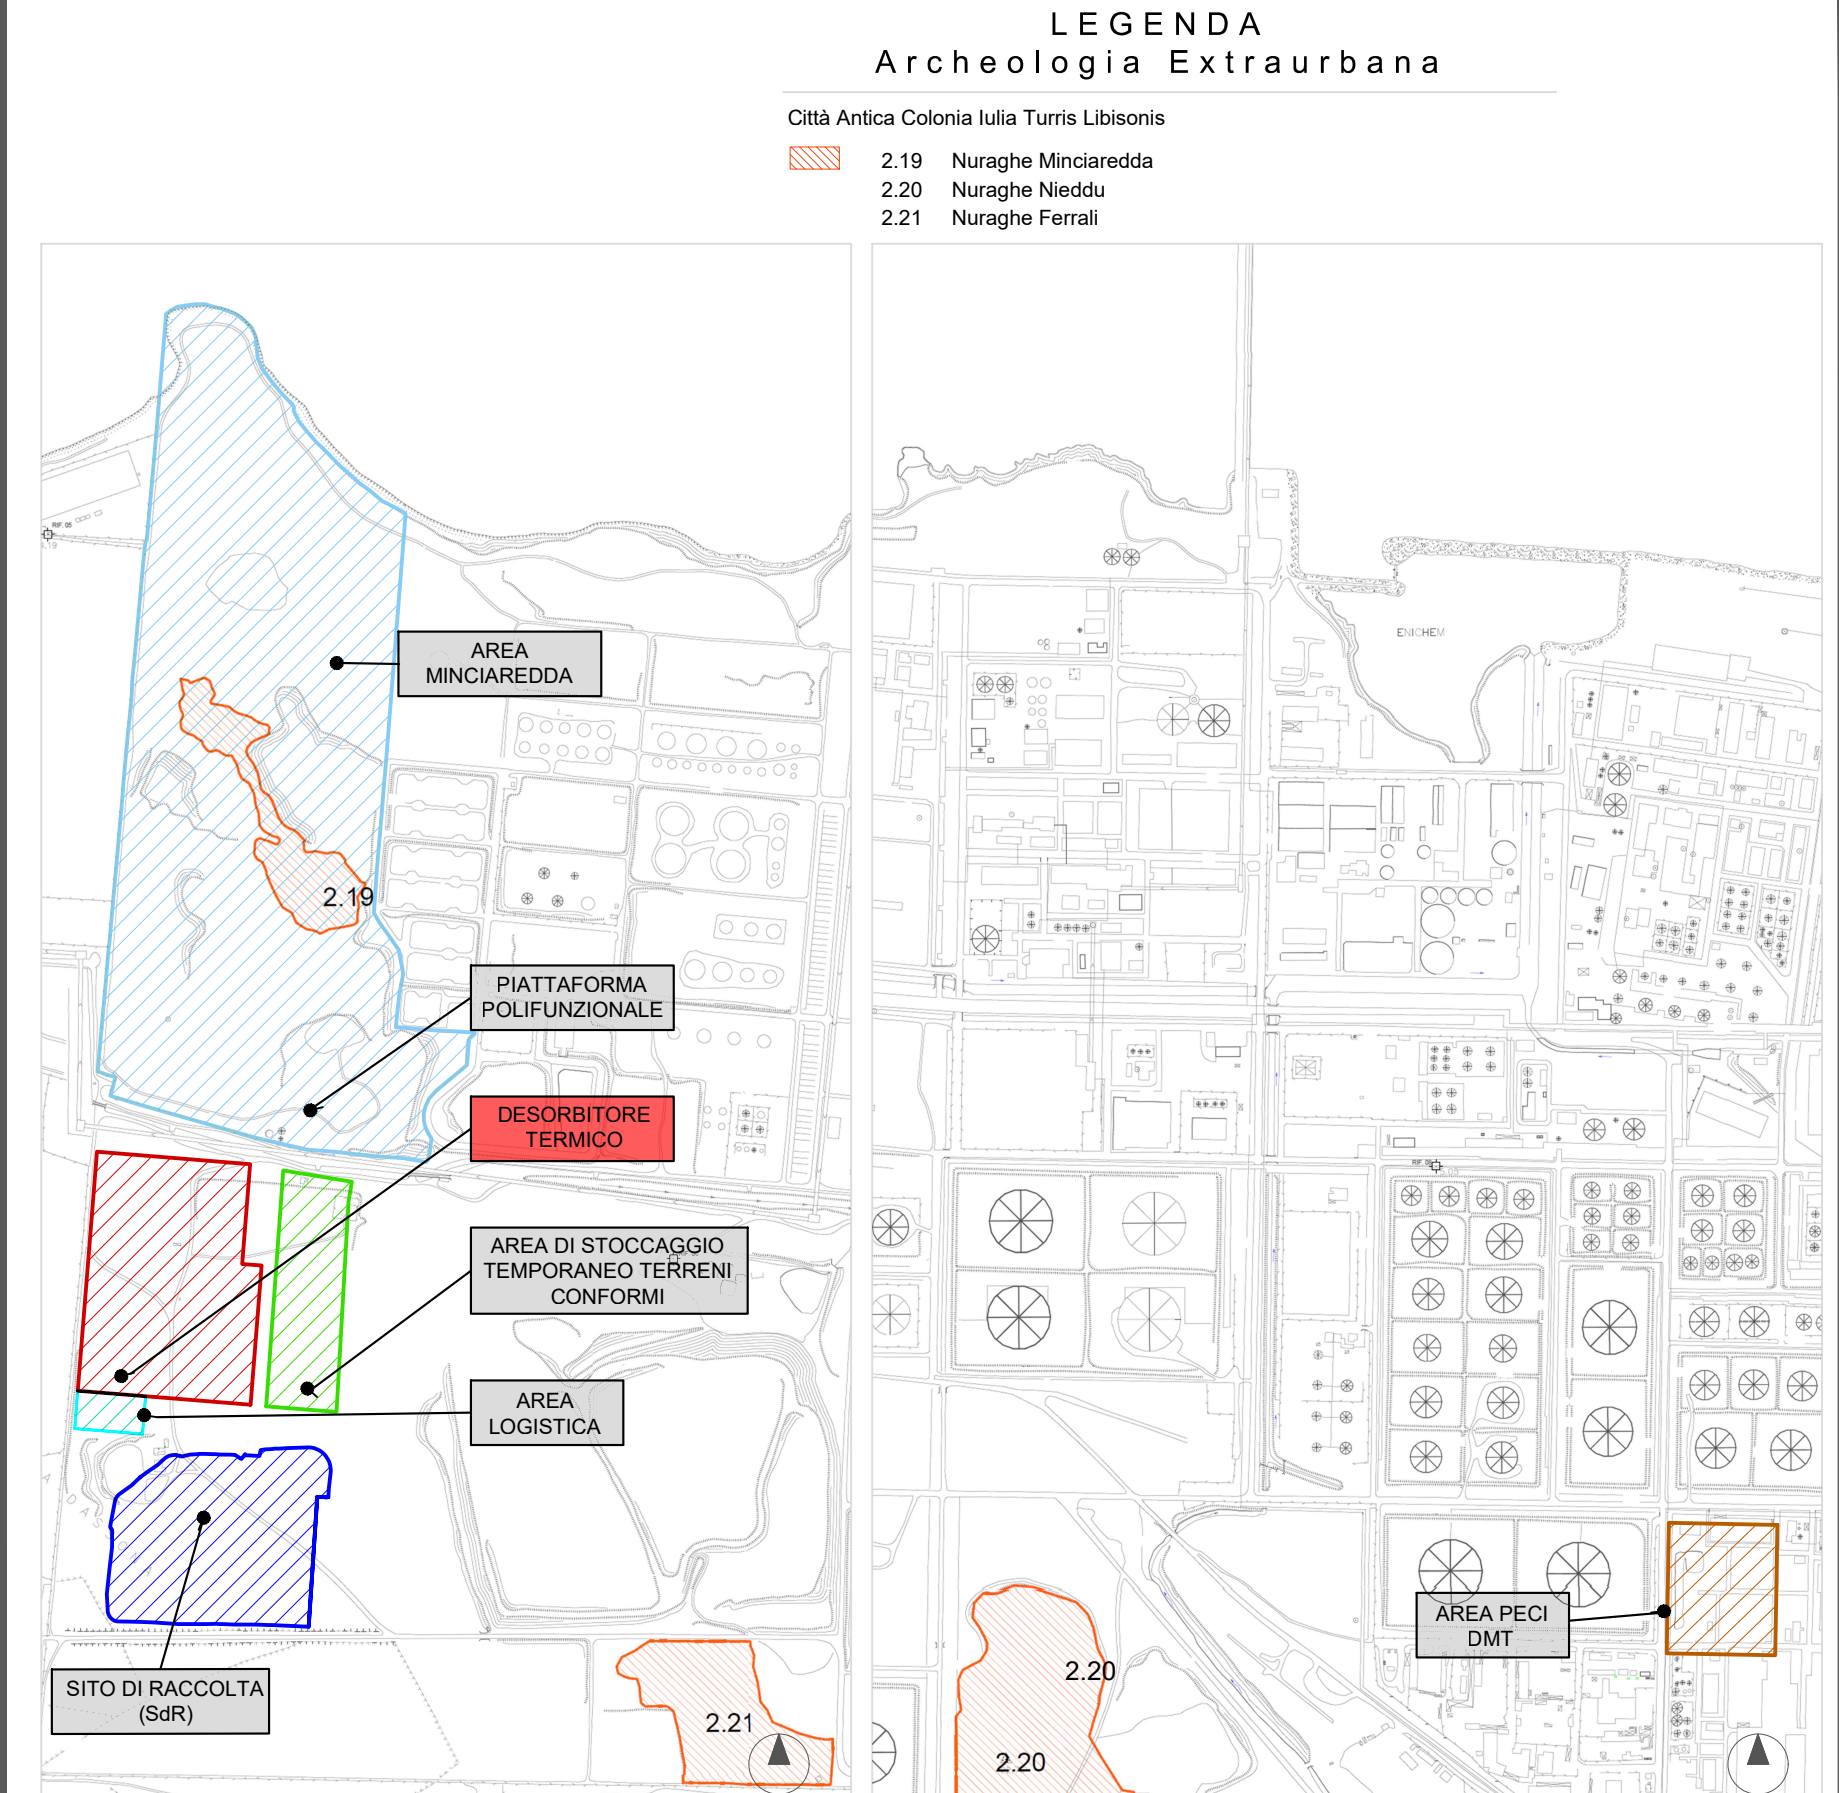 LEGENDA
Archeologia Extraurbana
Città Antica Colonia Iulia Turris Libisonis
2.19 Nuraghe Minciaredda
2.20 Nuraghe Nieddu
2.21 Nuraghe Ferrali
RIF. 05
AREA
MINCIAREDDA
2.19
PIATTAFORMA
POLIFUNZIONALE
DESORBITORE
TERMICO
AREA DI STOCCAGGIO
TEMPORANEO TERRENI
CONFORMI
AREA
LOGISTICA
SITO DI RACCOLTA
(SdR)
2.21
ENICHEM
AREA PECI
DMT
2.20
2.20